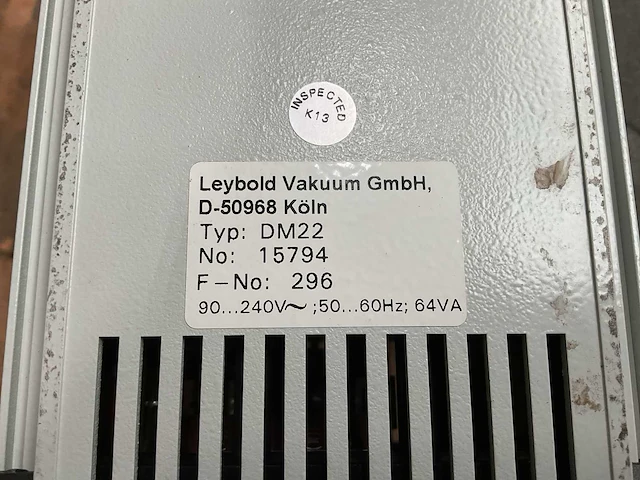 INSPECTED
K13
Leybold Vakuum GmbH,
D-50968 Köln
Typ: DM22
No: 15794
F-No: 296
90...240V~ ;50...60Hz; 64VA